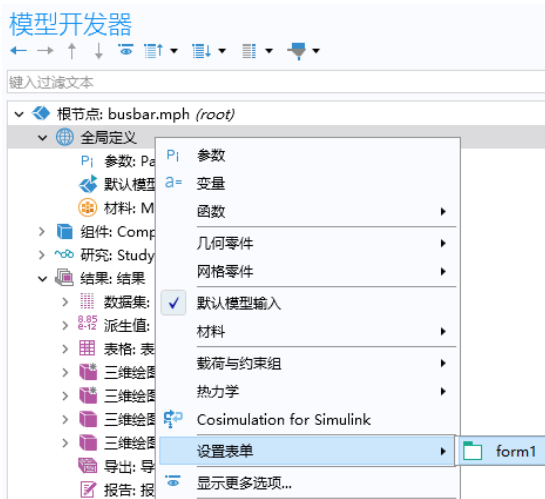 模型开发器
键入过滤文本
根节点: busbar.mph (root)
全局定义
Pi 参数: Pa
默认模型
材料: M
组件: Comp
研究: Study
结果: 结果
数据集:
8.85 e-12 派生值:
表格: 表
三维绘图
三维绘图
三维绘图
三维绘图
导出: 导
报告: 报
Pi 参数
a= 变量
函数
几何零件
网格零件
默认模型输入
材料
载荷与约束组
热力学
Cosimulation for Simulink
设置表单
form1
显示更多选项...